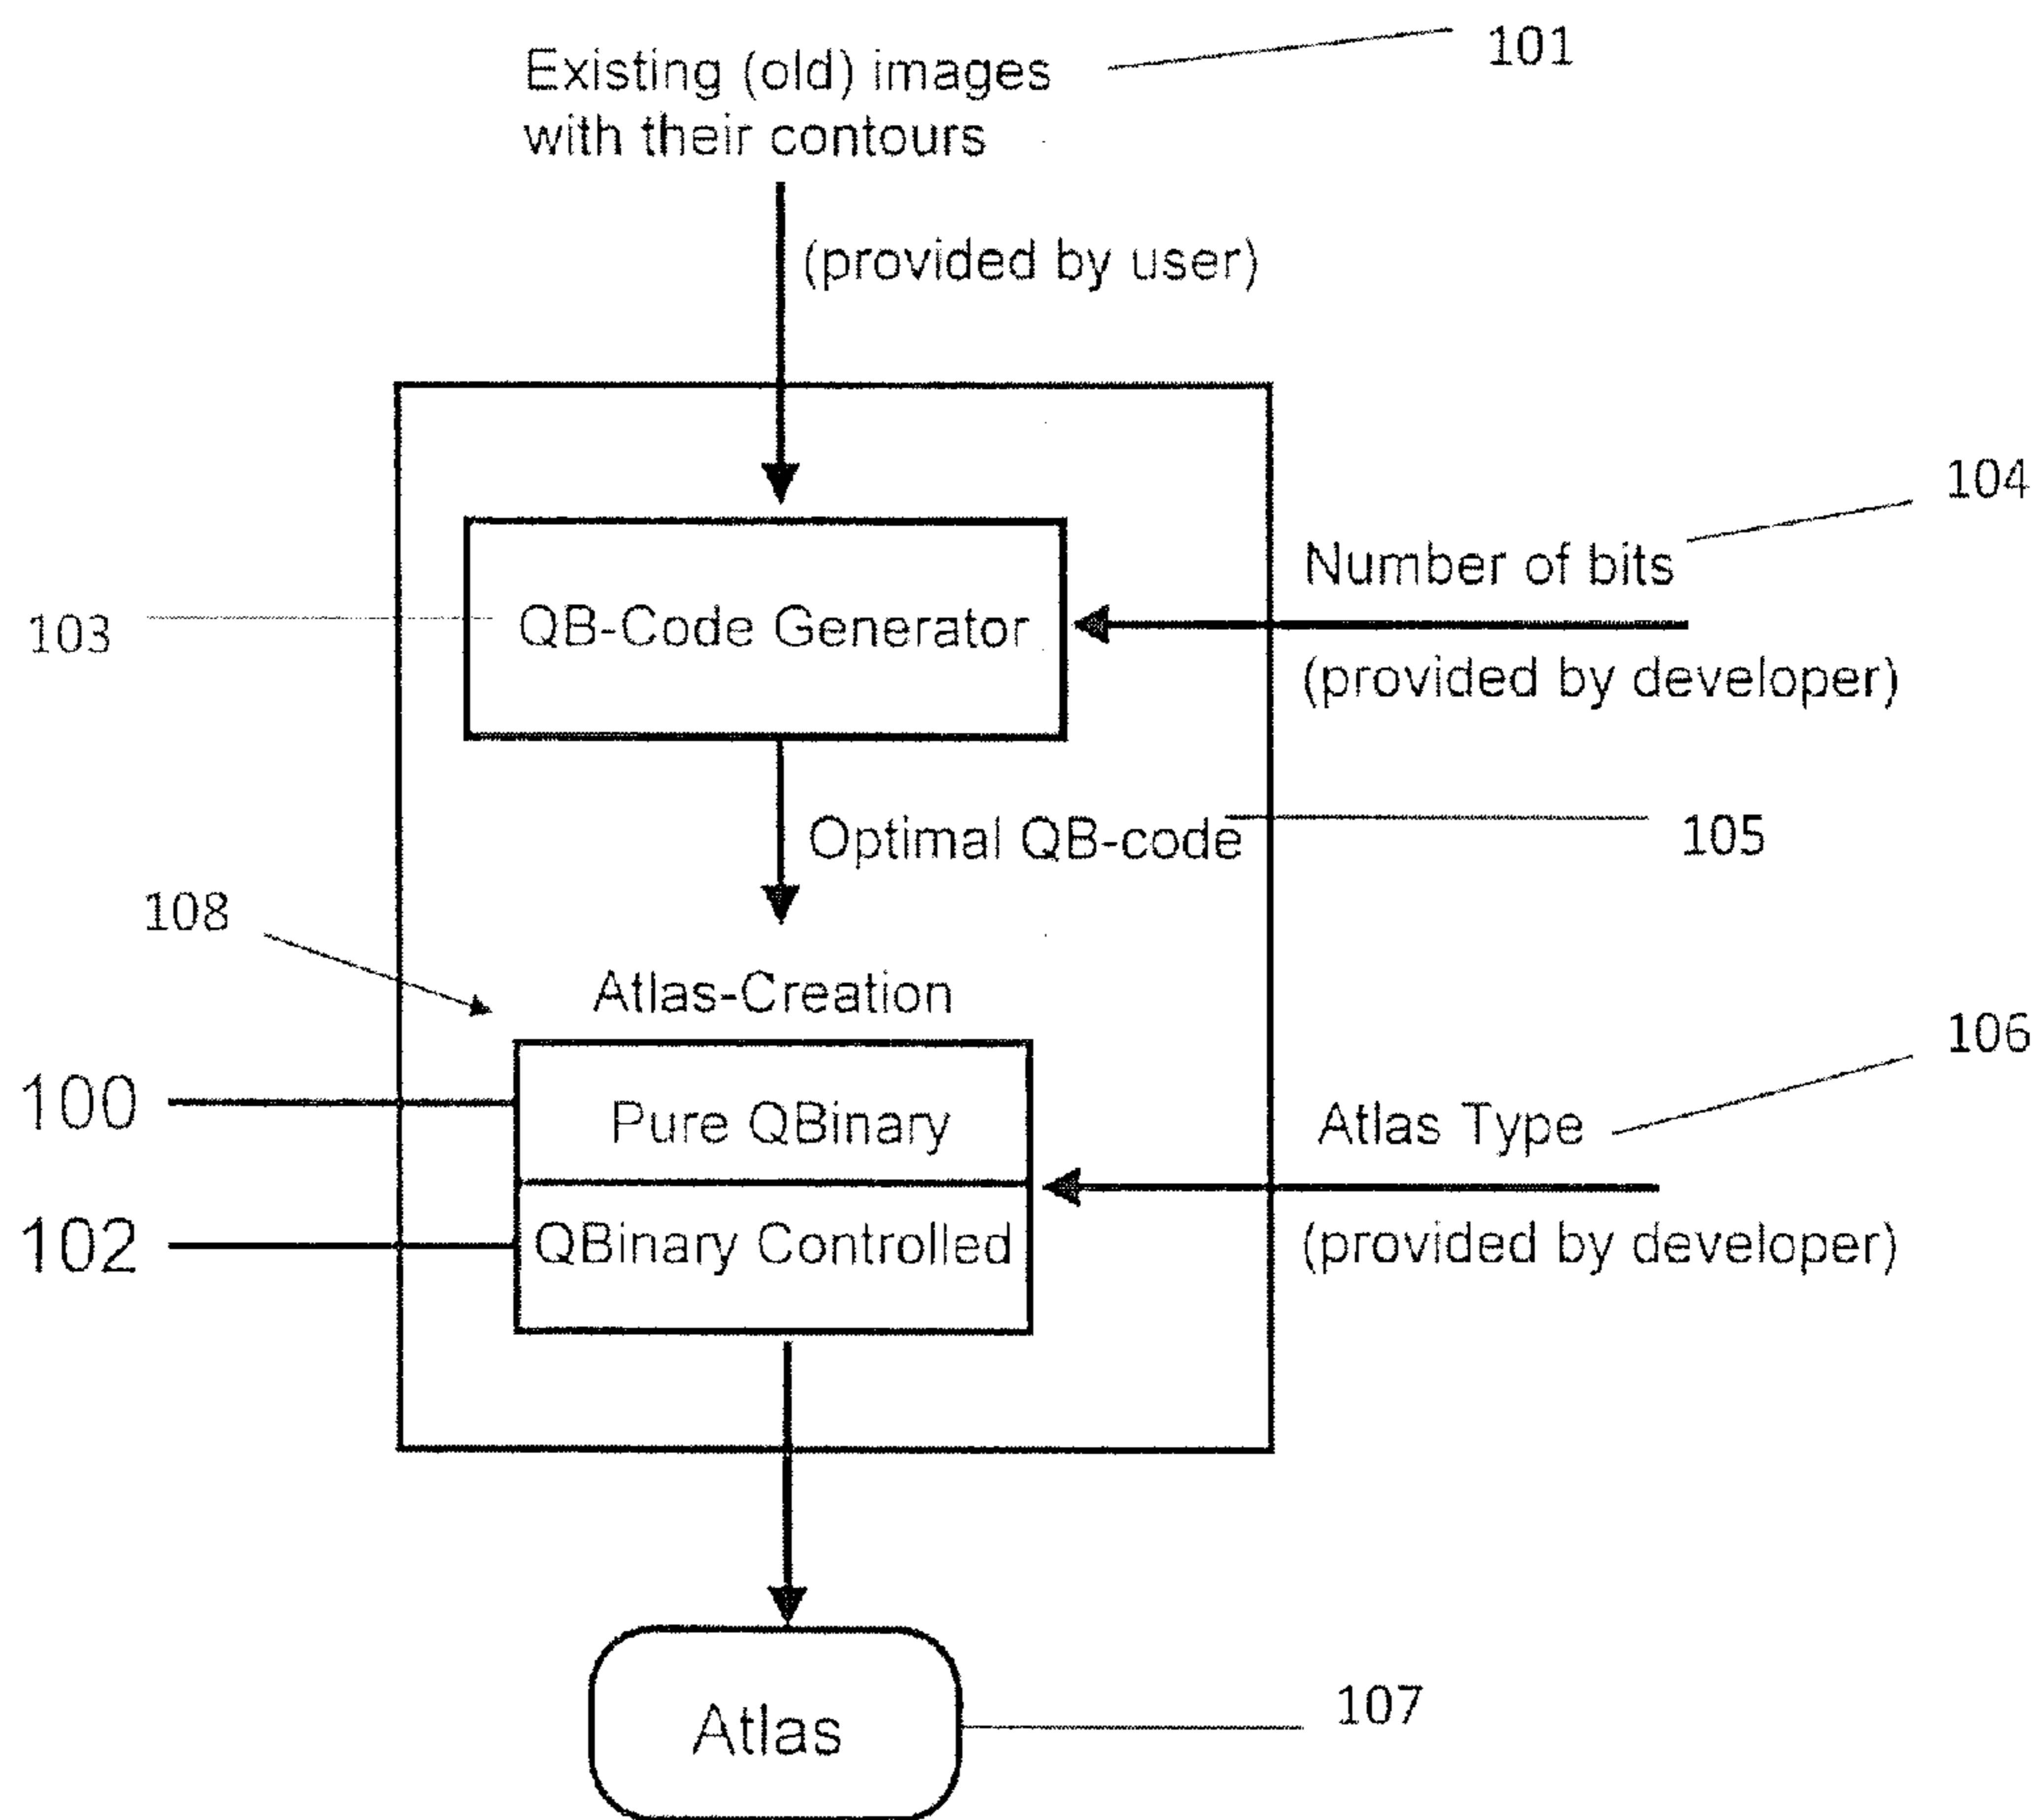 101
Existing (old) images
with their contours
(provided by user)
104
Number of bits
103
QB-Code Generator
(provided by developer)
Optimal QB-code
105
108
Atlas-Creation
106
100
Pure QBinary
Atlas Type
102
QBinary Controlled
(provided by developer)
107
Atlas